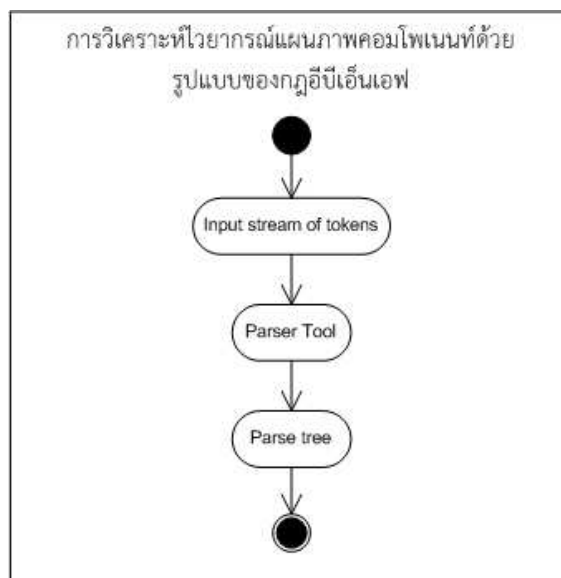 การวิเคราะห์ไวยากรณ์แผนภาพคอมโพเนนท์ด้วย
รูปแบบของกฎอีบีเอ็นเอฟ
Input stream of tokens
Parser Tool
Parse tree